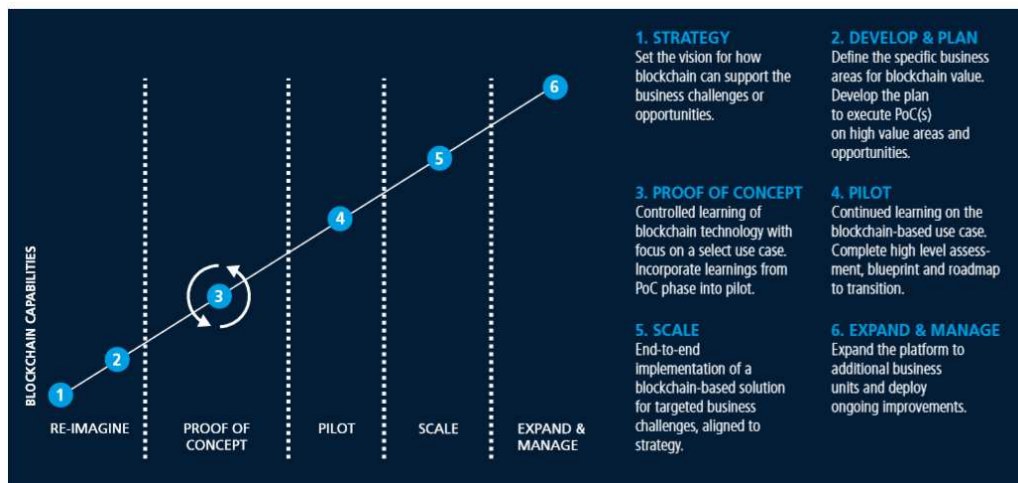 BLOCKCHAIN CAPABILITIES
1
2
3
4
5
6
RE-IMAGINE
PROOF OF
CONCEPT
PILOT
SCALE
EXPAND &
MANAGE
1. STRATEGY
Set the vision for how
blockchain can support the
business challenges or
opportunities.
2. DEVELOP & PLAN
Define the specific business
areas for blockchain value.
Develop the plan
to execute PoC(s)
on high value areas and
opportunities.
3. PROOF OF CONCEPT
Controlled learning of
blockchain technology with
focus on a select use case.
Incorporate learnings from
PoC phase into pilot.
4. PILOT
Continued learning on the
blockchain-based use case.
Complete high level assess-
ment, blueprint and roadmap
to transition.
5. SCALE
End-to-end
implementation of a
blockchain-based solution
for targeted business
challenges, aligned to
strategy.
6. EXPAND & MANAGE
Expand the platform to
additional business
units and deploy
ongoing improvements.